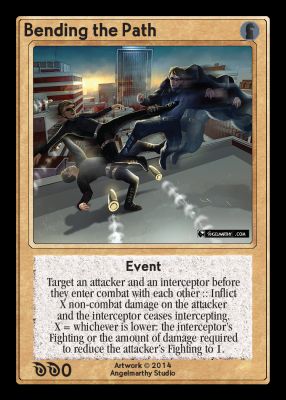 Bending the Path
ANGELMARTHY.COM
Event
Target an attacker and an interceptor before
they enter combat with each other :: Inflict
X non-combat damage on the attacker
and the interceptor ceases intercepting.
X = whichever is lower: the interceptor's
Fighting or the amount of damage required
to reduce the attacker's Fighting to 1.
Artwork © 2014
Angelmarthy Studio